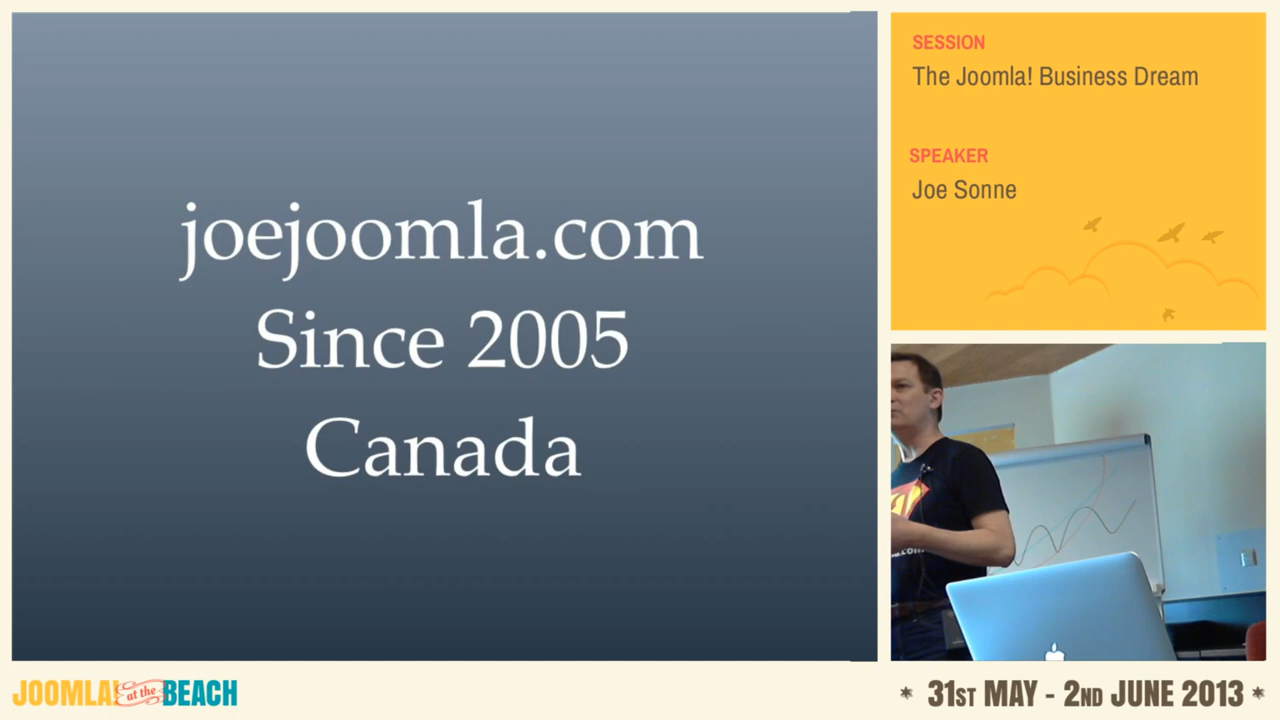 joejoomla.com
Since 2005
Canada
SESSION
The Joomla! Business Dream
SPEAKER
Joe Sonne
JOOMLA! at the BEACH
* 31ST MAY - 2ND JUNE 2013 *